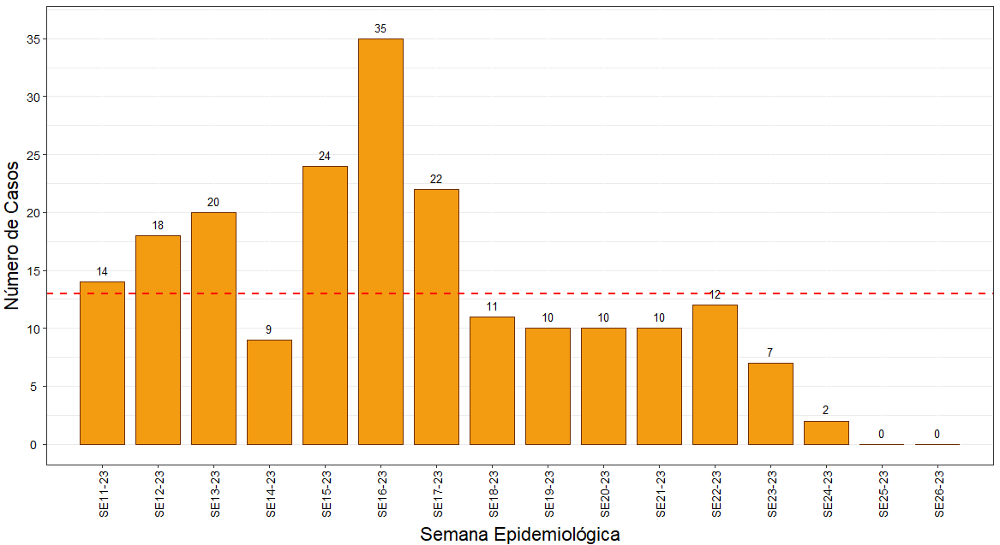 Número de Casos
35
30
25
20
15
10
5
0
14
18
20
9
24
35
22
11
10
10
10
12
7
2
0
0
SE11-23
SE12-23
SE13-23
SE14-23
SE15-23
SE16-23
SE17-23
SE18-23
SE19-23
SE20-23
SE21-23
SE22-23
SE23-23
SE24-23
SE25-23
SE26-23
Semana Epidemiológica